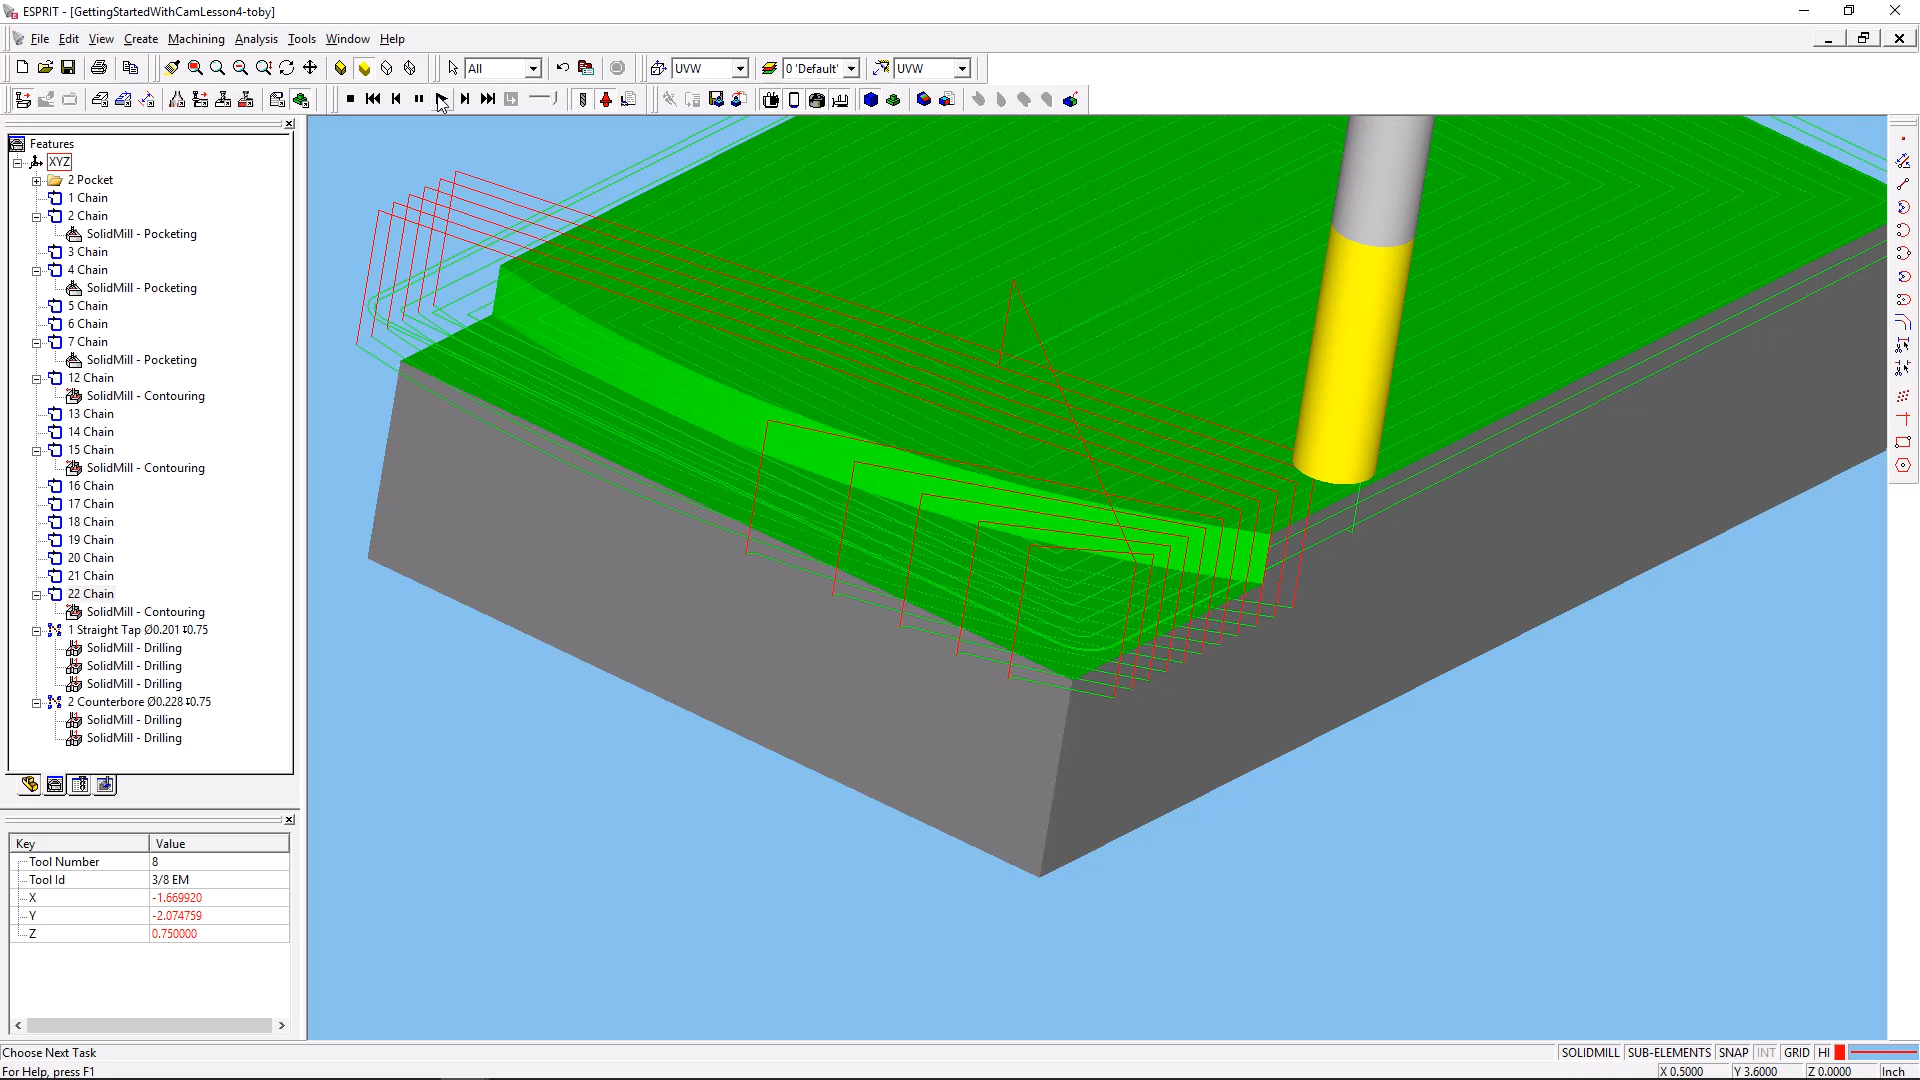 ESPRIT - [GettingStartedWithCamLesson4-toby]
File Edit View Create Machining Analysis Tools Window Help
All UVW 0 'Default' UVW
Features
XYZ
2 Pocket
1 Chain
2 Chain
SolidMill - Pocketing
3 Chain
4 Chain
SolidMill - Pocketing
5 Chain
6 Chain
7 Chain
SolidMill - Pocketing
12 Chain
SolidMill - Contouring
13 Chain
14 Chain
15 Chain
SolidMill - Contouring
16 Chain
17 Chain
18 Chain
19 Chain
20 Chain
21 Chain
22 Chain
SolidMill - Contouring
1 Straight Tap Ø0.201 ↧0.75
SolidMill - Drilling
SolidMill - Drilling
SolidMill - Drilling
2 Counterbore Ø0.228 ↧0.75
SolidMill - Drilling
SolidMill - Drilling
Key Value
Tool Number 8
Tool Id 3/8 EM
X -1.669920
Y -2.074759
Z 0.750000
Choose Next Task SOLIDMILL SUB-ELEMENTS SNAP INT GRID HI
For Help, press F1 X 0.5000 Y 3.6000 Z 0.0000 Inch